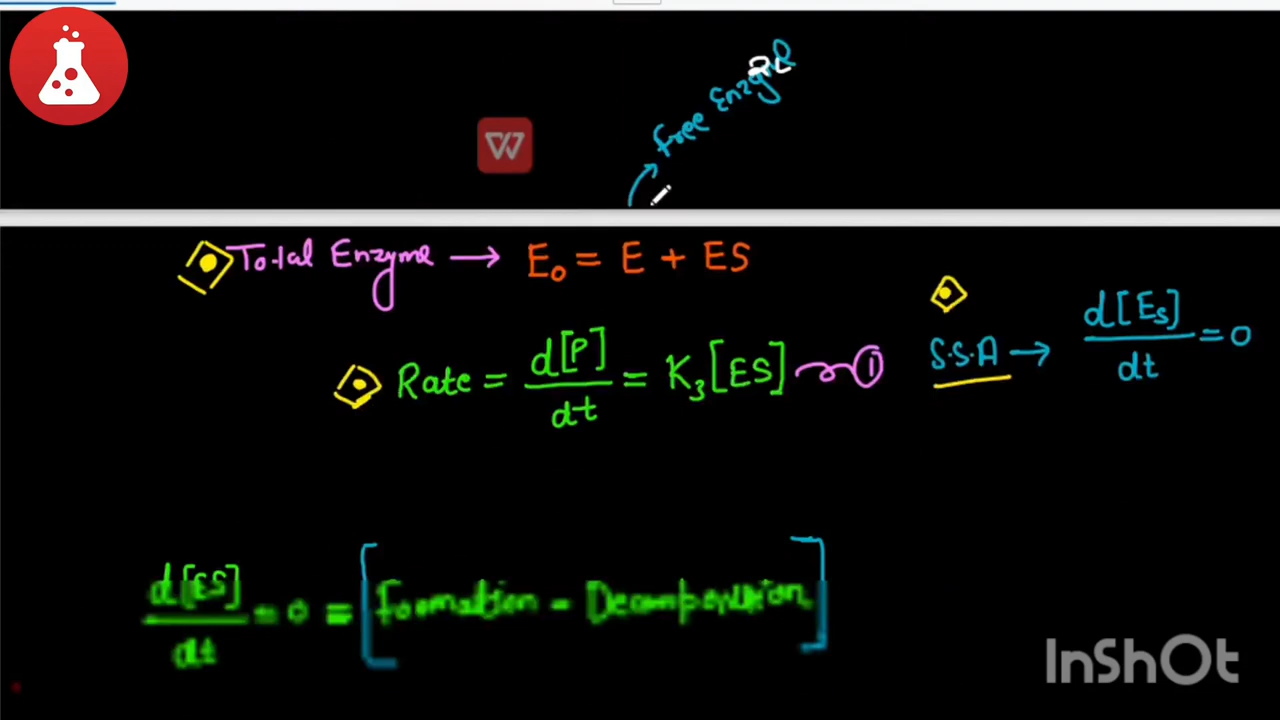 Free Enzyme
Total Enzyme → E₀ = E + ES
Rate = d[P]/dt = K₃[ES] ①
S.S.A → d[Es]/dt = 0
d[ES]/dt = 0 = [Formation - Decomposition]
InShOt